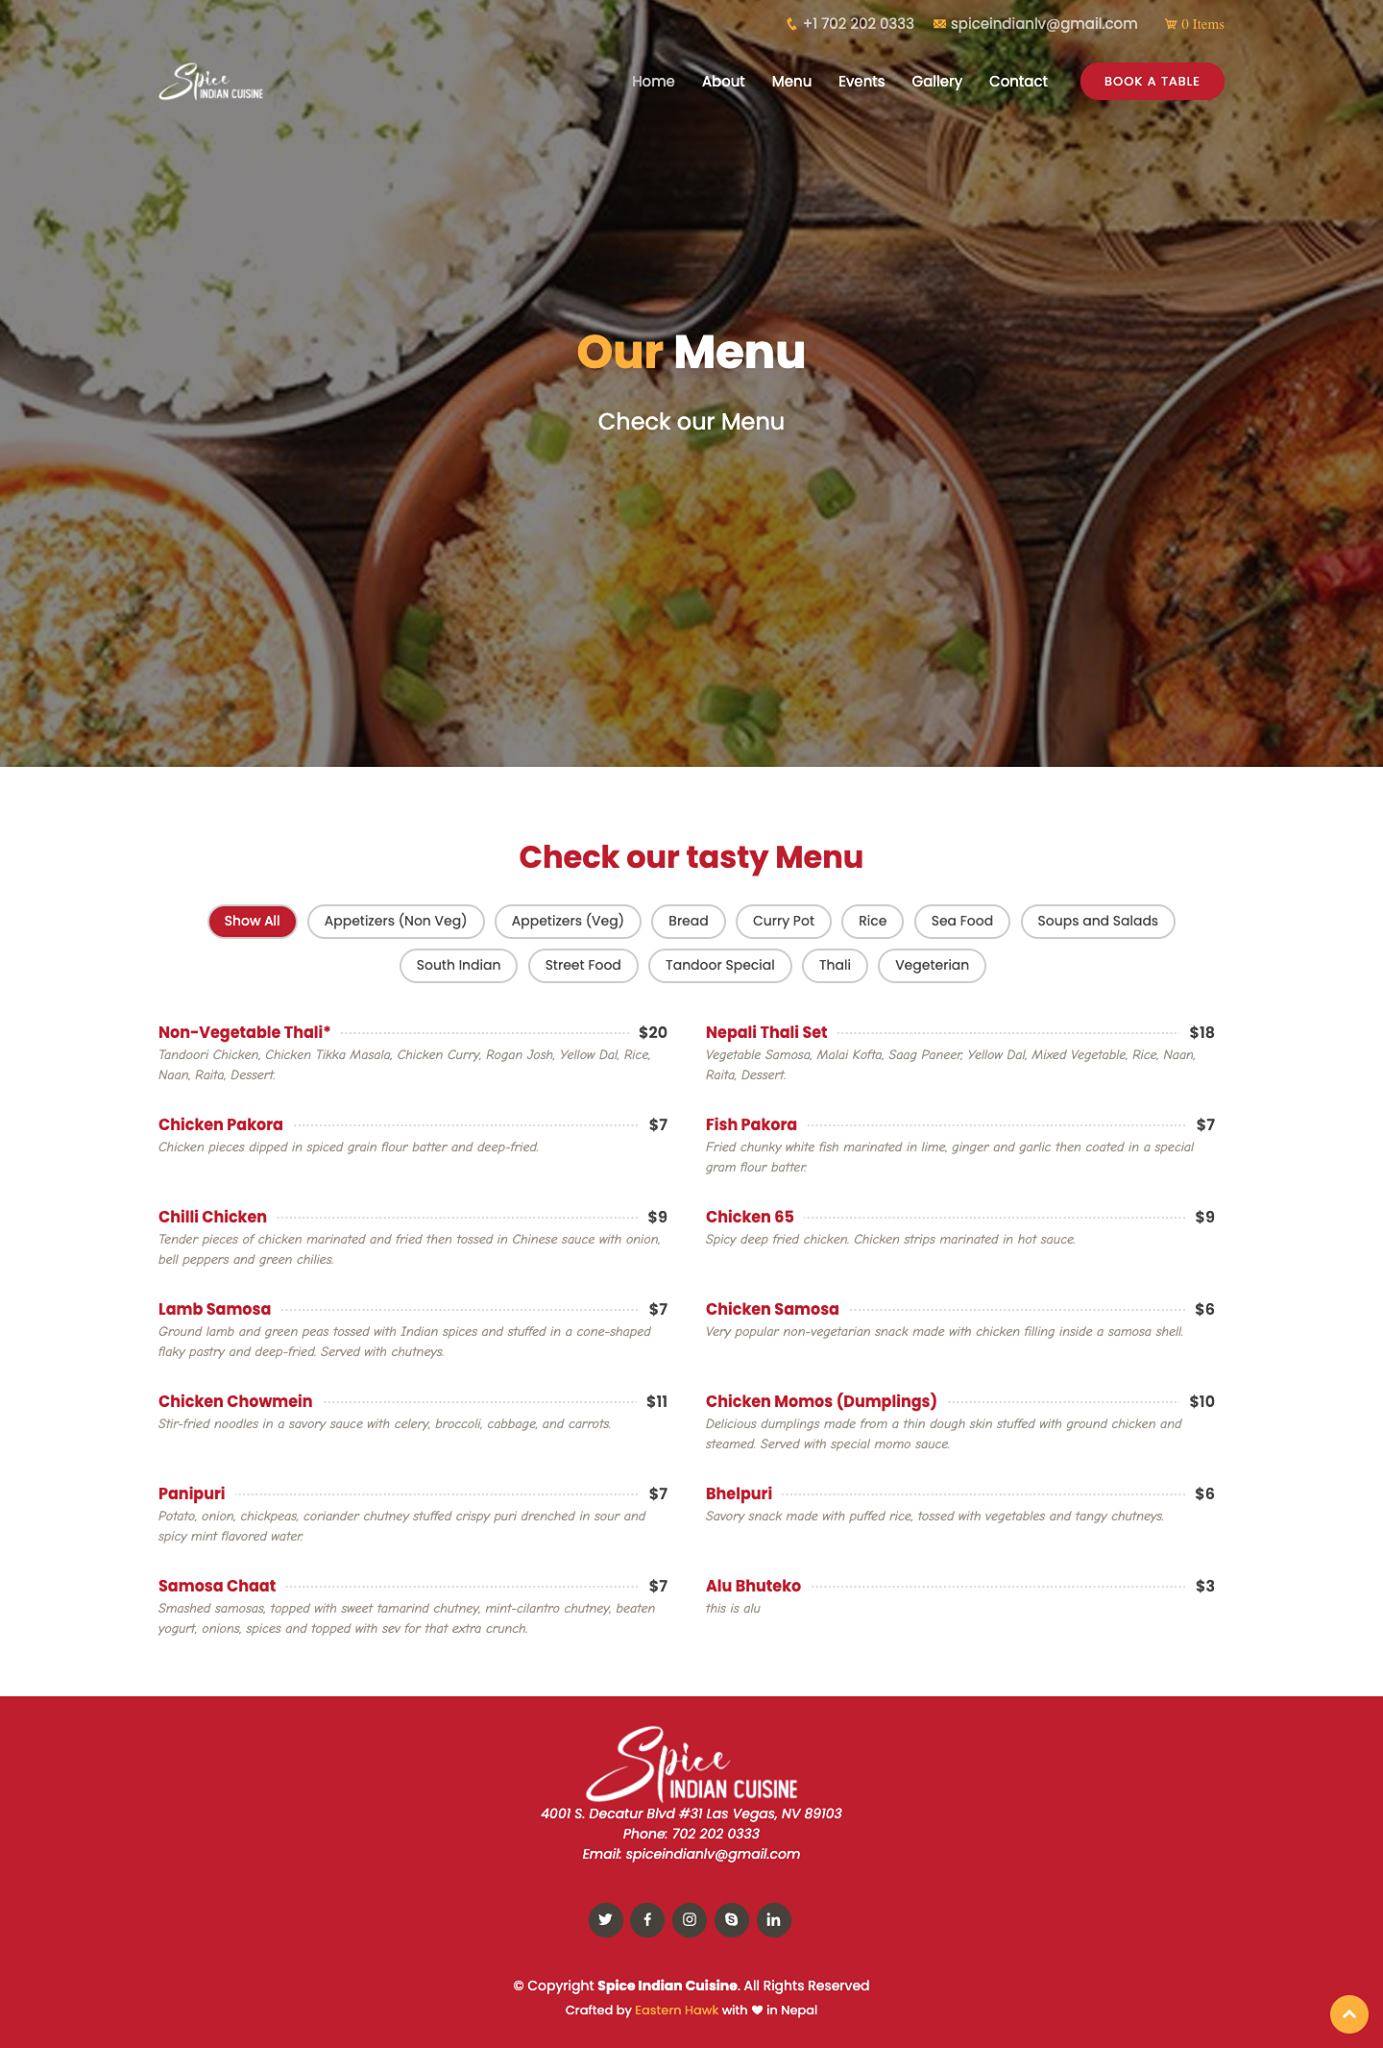 +1 702 202 0333 spiceindianlv@gmail.com 0 Items
Spice
INDIAN CUISINE
Home About Menu Events Gallery Contact BOOK A TABLE
Our Menu
Check our Menu
Check our tasty Menu
Show All Appetizers (Non Veg) Appetizers (Veg) Bread Curry Pot Rice Sea Food Soups and Salads
South Indian Street Food Tandoor Special Thali Vegeterian
Non-Vegetable Thali* $20
Tandoori Chicken, Chicken Tikka Masala, Chicken Curry, Rogan Josh, Yellow Dal, Rice,
Naan, Raita, Dessert.
Nepali Thali Set $18
Vegetable Samosa, Malai Kofta, Saag Paneer, Yellow Dal, Mixed Vegetable, Rice, Naan,
Raita, Dessert.
Chicken Pakora $7
Chicken pieces dipped in spiced grain flour batter and deep-fried.
Fish Pakora $7
Fried chunky white fish marinated in lime, ginger and garlic then coated in a special
gram flour batter.
Chilli Chicken $9
Tender pieces of chicken marinated and fried then tossed in Chinese sauce with onion,
bell peppers and green chilies.
Chicken 65 $9
Spicy deep fried chicken. Chicken strips marinated in hot sauce.
Lamb Samosa $7
Ground lamb and green peas tossed with Indian spices and stuffed in a cone-shaped
flaky pastry and deep-fried. Served with chutneys.
Chicken Samosa $6
Very popular non-vegetarian snack made with chicken filling inside a samosa shell.
Chicken Chowmein $11
Stir-fried noodles in a savory sauce with celery, broccoli, cabbage, and carrots.
Chicken Momos (Dumplings) $10
Delicious dumplings made from a thin dough skin stuffed with ground chicken and
steamed. Served with special momo sauce.
Panipuri $7
Potato, onion, chickpeas, coriander chutney stuffed crispy puri drenched in sour and
spicy mint flavored water.
Bhelpuri $6
Savory snack made with puffed rice, tossed with vegetables and tangy chutneys.
Samosa Chaat $7
Smashed samosas, topped with sweet tamarind chutney, mint-cilantro chutney, beaten
yogurt, onions, spices and topped with sev for that extra crunch.
Alu Bhuteko $3
this is alu
Spice
INDIAN CUISINE
4001 S. Decatur Blvd #31 Las Vegas, NV 89103
Phone: 702 202 0333
Email: spiceindianlv@gmail.com
© Copyright Spice Indian Cuisine. All Rights Reserved
Crafted by Eastern Hawk with ♥ in Nepal